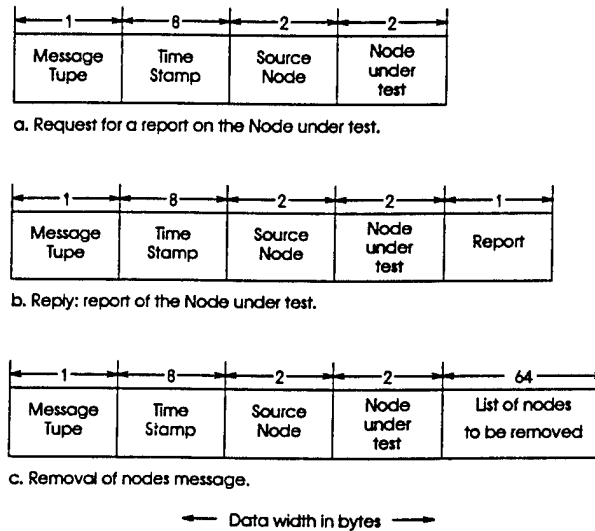 1 8 2 2
Message Tupe
Time Stamp
Source Node
Node under test
a. Request for a report on the Node under test.
1 8 2 2 1
Message Tupe
Time Stamp
Source Node
Node under test
Report
b. Reply: report of the Node under test.
1 8 2 2 64
Message Tupe
Time Stamp
Source Node
Node under test
List of nodes to be removed
c. Removal of nodes message.
Data width in bytes